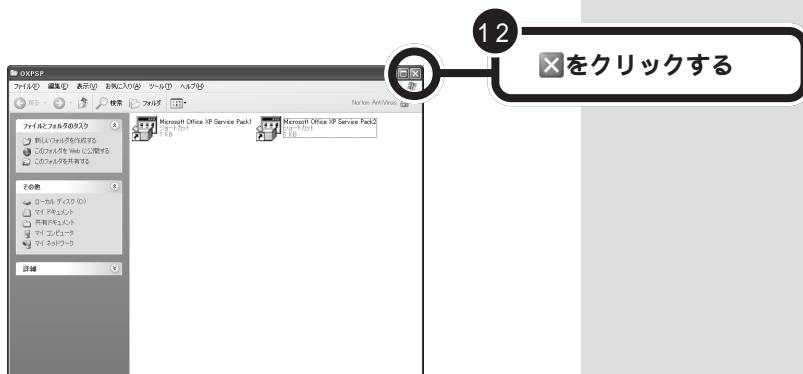 12
をクリックする
OXPSP
ファイル(F) 編集(E) 表示(V) お気に入り(A) ツール(T) ヘルプ(H)
戻る 検索 フォルダ
Norton AntiVirus
ファイルとフォルダのタスク
新しいフォルダを作成する
このフォルダを Web に公開する
このフォルダを共有する
Microsoft Office XP Service Pack1
ショートカット
1 KB
Microsoft Office XP Service Pack2
ショートカット
1 KB
その他
ローカル ディスク (C:)
マイ ドキュメント
共有ドキュメント
マイ コンピュータ
マイ ネットワーク
詳細